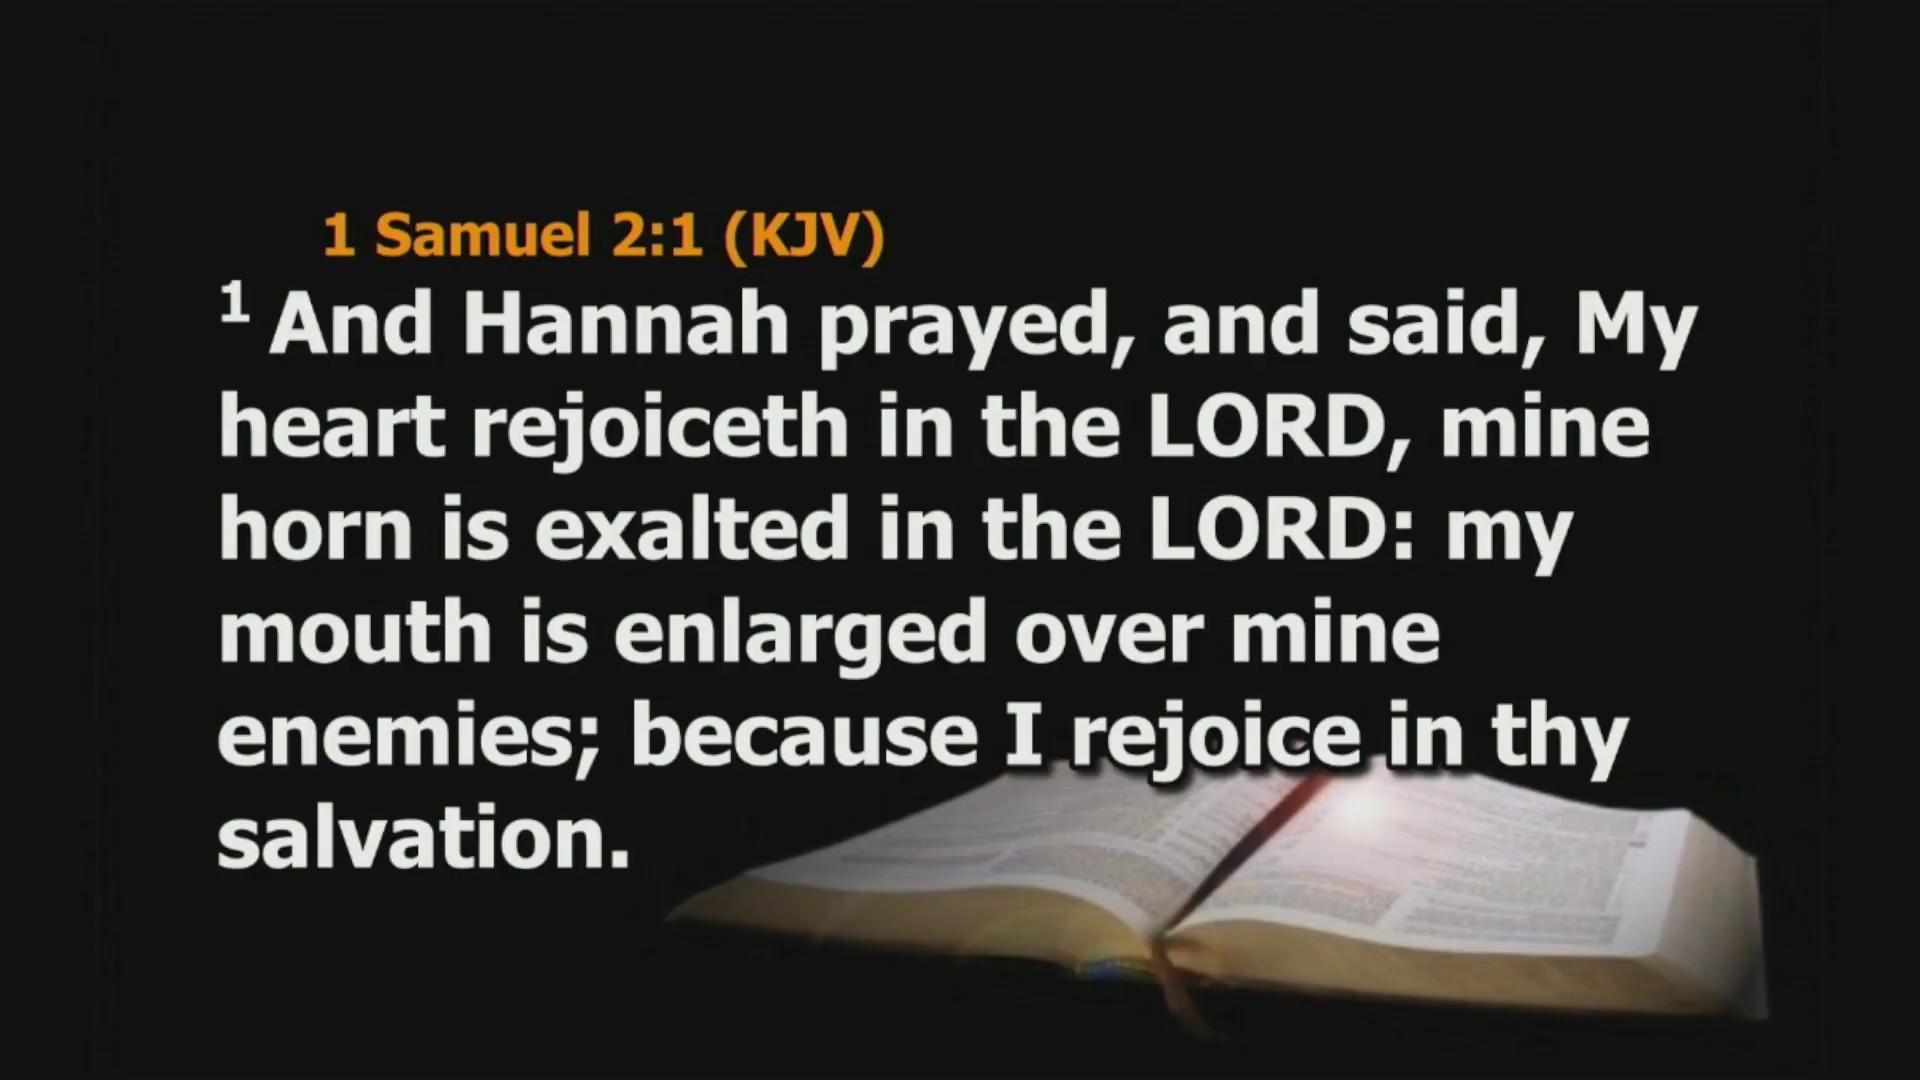 1 Samuel 2:1 (KJV)
1 And Hannah prayed, and said, My
heart rejoiceth in the LORD, mine
horn is exalted in the LORD: my
mouth is enlarged over mine
enemies; because I rejoice in thy
salvation.